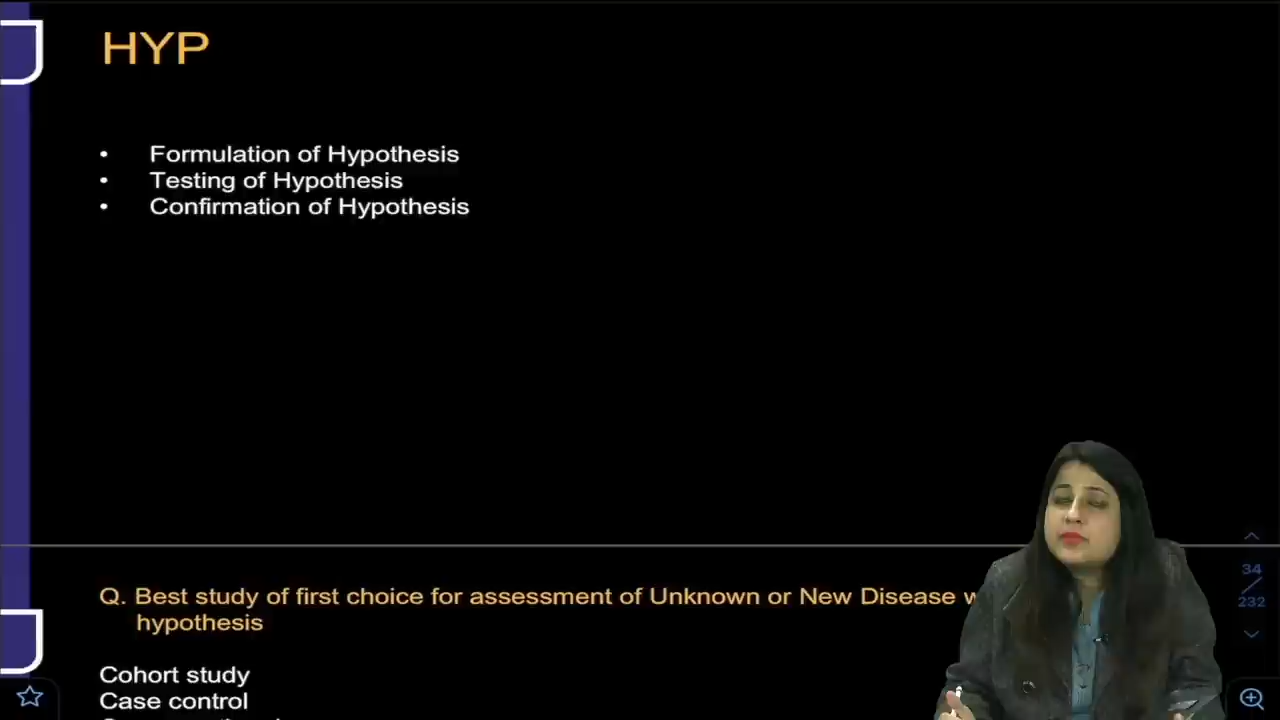 HYP
• Formulation of Hypothesis
• Testing of Hypothesis
• Confirmation of Hypothesis
34
232
Q. Best study of first choice for assessment of Unknown or New Disease
hypothesis
Cohort study
Case control